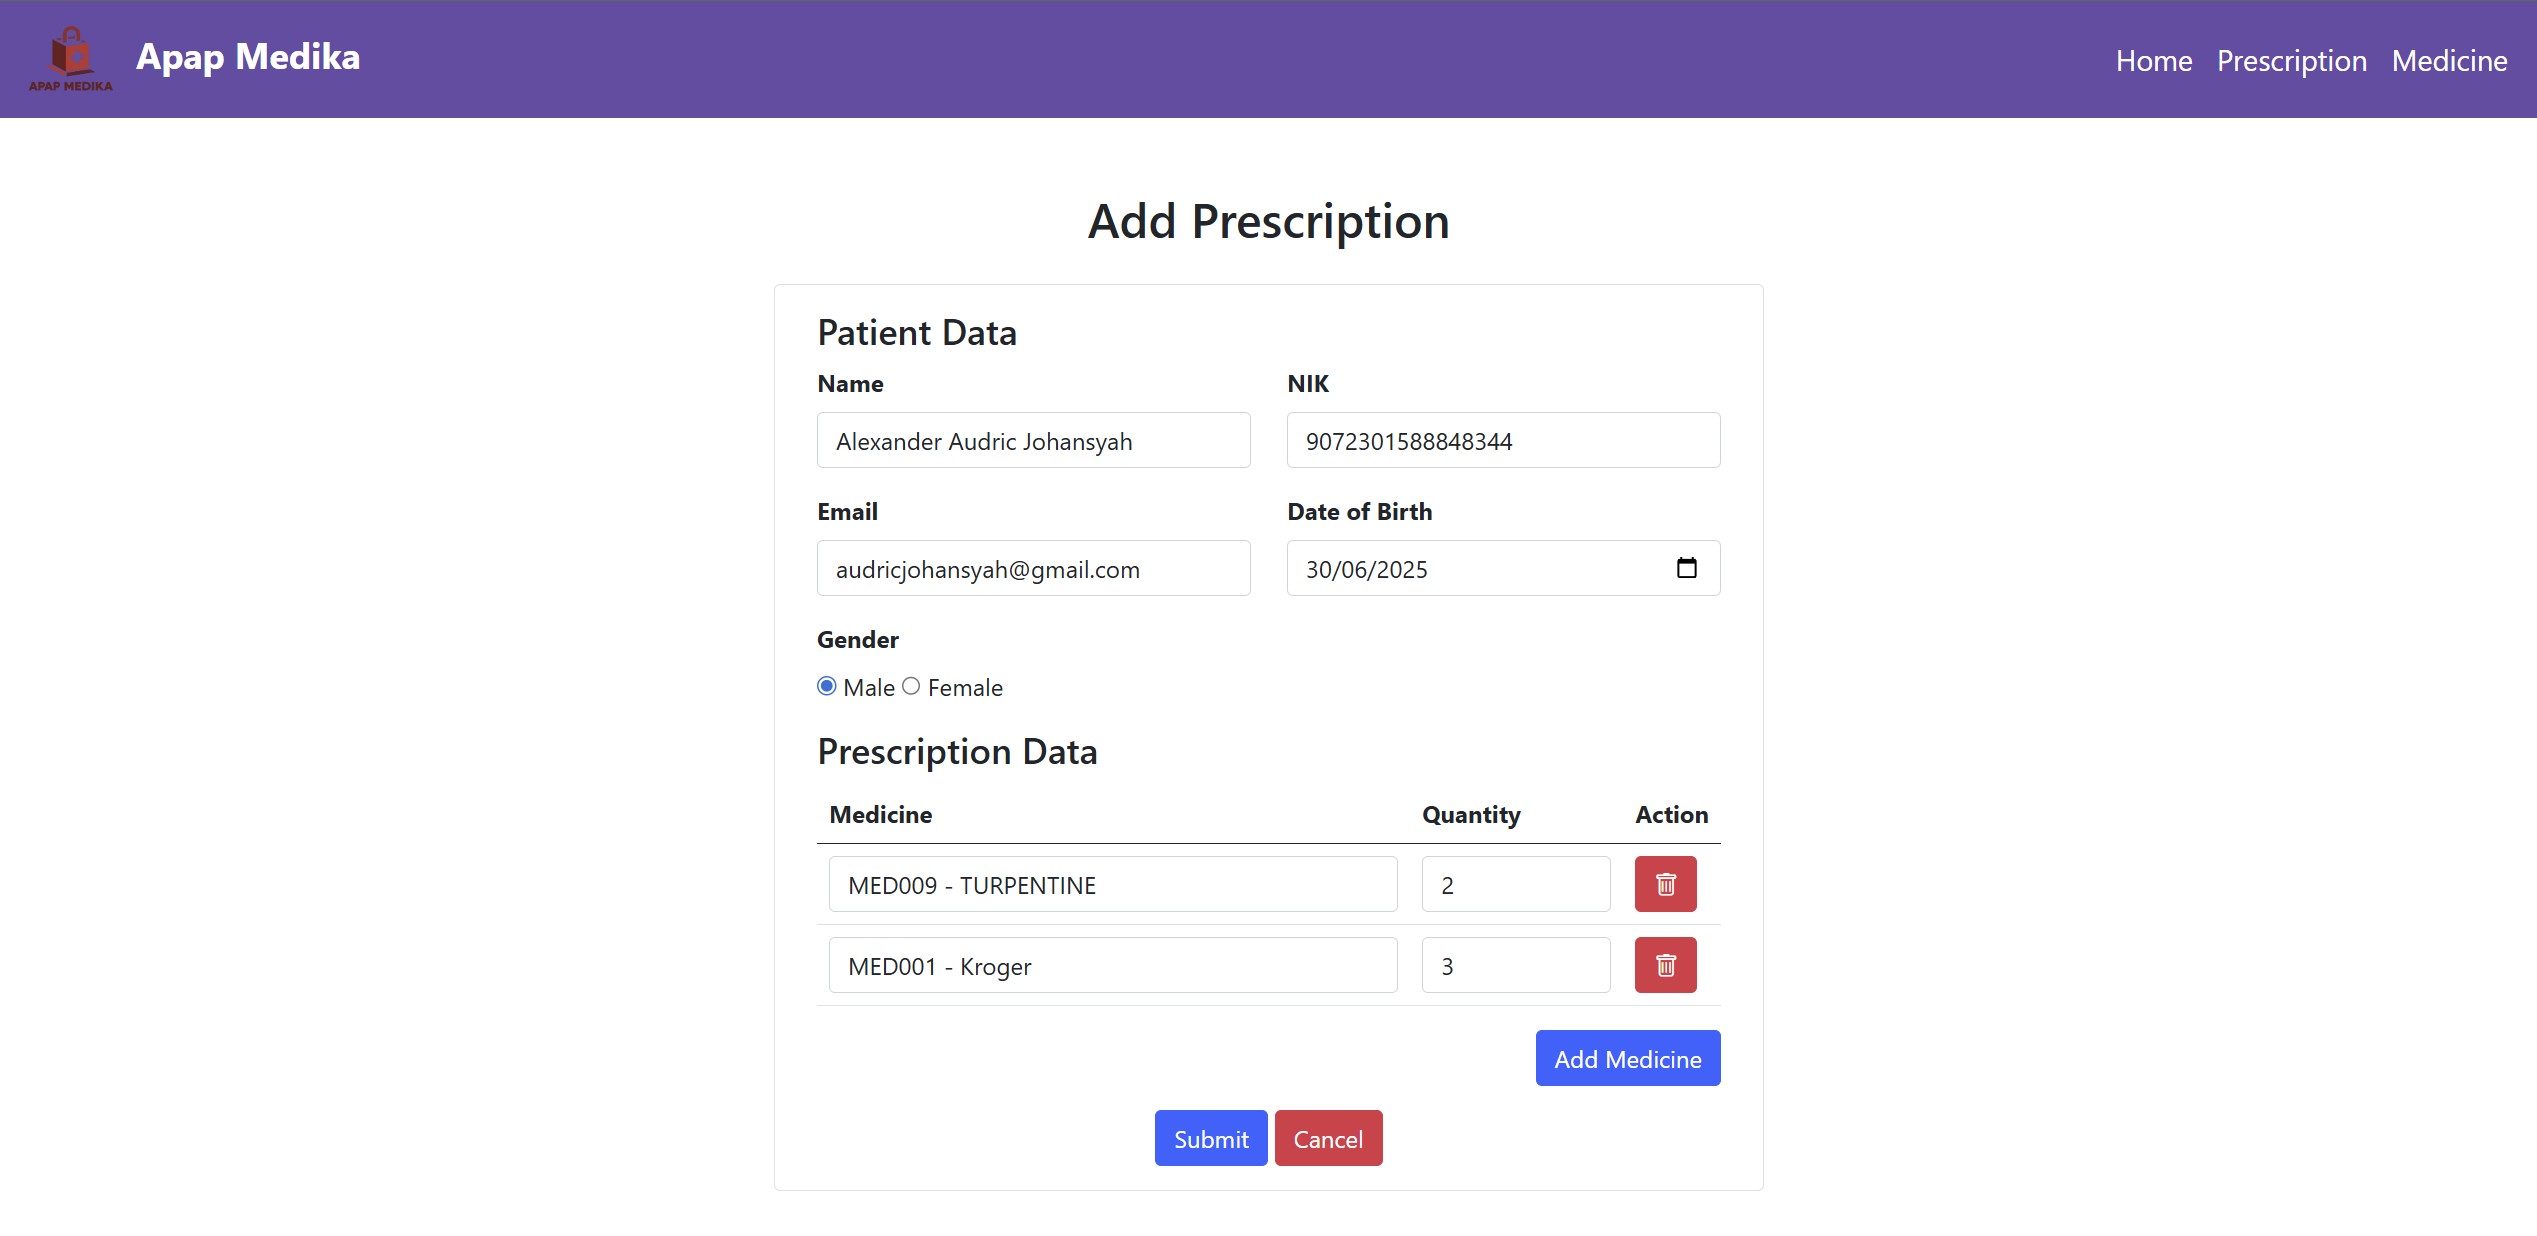 APAP MEDIKA
Apap Medika
Home Prescription Medicine
Add Prescription
Patient Data
Name NIK
Alexander Audric Johansyah 9072301588848344
Email Date of Birth
audricjohansyah@gmail.com 30/06/2025
Gender
Male Female
Prescription Data
Medicine Quantity Action
MED009 - TURPENTINE 2
MED001 - Kroger 3
Add Medicine
Submit Cancel